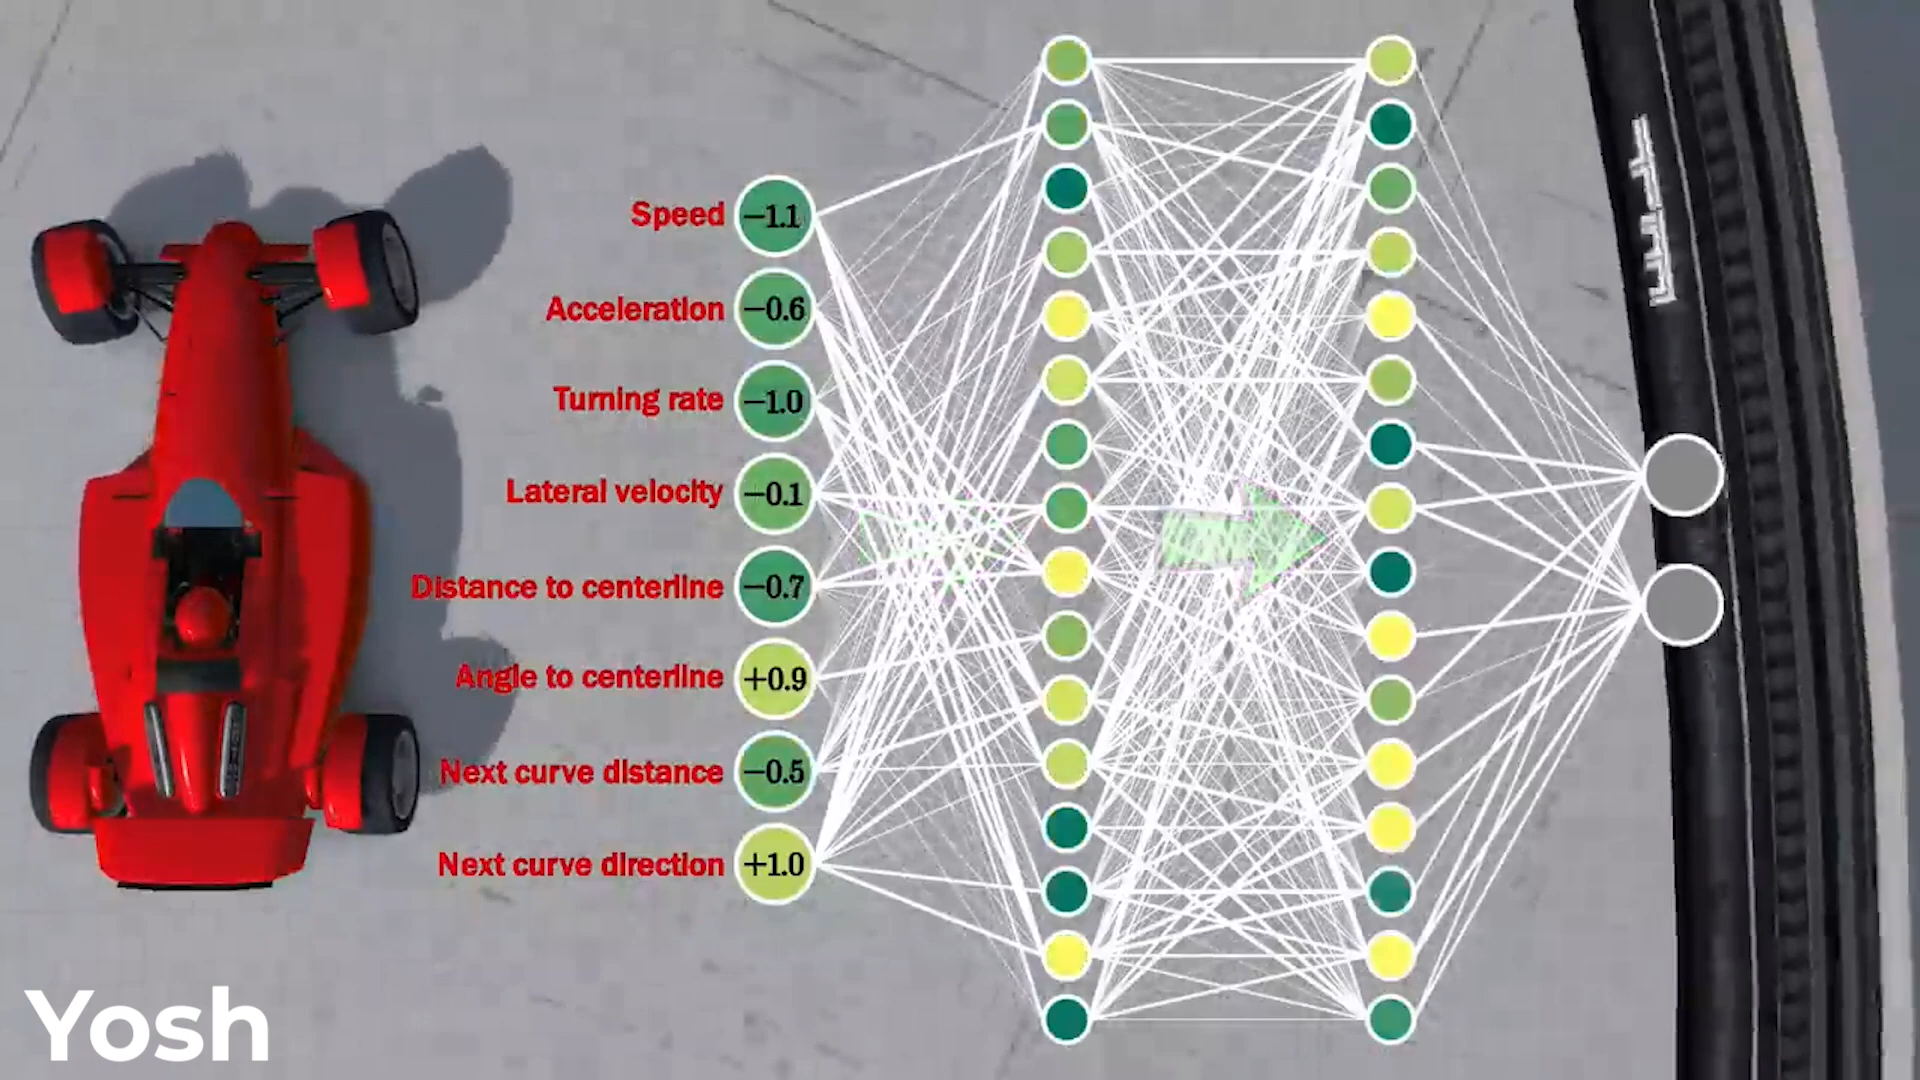 Speed −1.1
Acceleration −0.6
Turning rate −1.0
Lateral velocity −0.1
Distance to centerline −0.7
Angle to centerline +0.9
Next curve distance −0.5
Next curve direction +1.0
Yosh